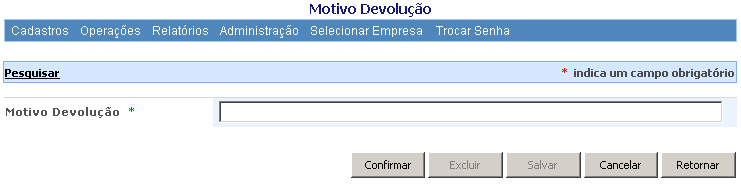 Motivo Devolução
Cadastros Operações Relatórios Administração Selecionar Empresa Trocar Senha
Pesquisar * indica um campo obrigatório
Motivo Devolução *
Confirmar Excluir Salvar Cancelar Retornar